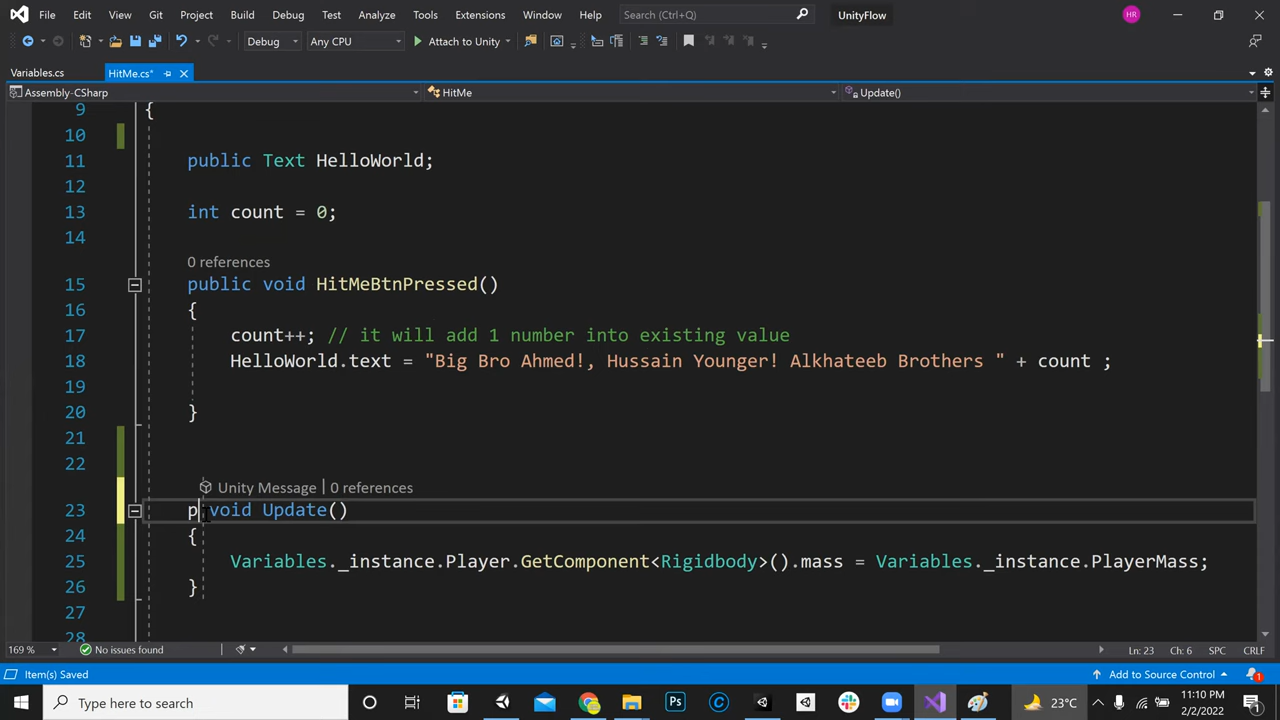 File Edit View Git Project Build Debug Test Analyze Tools Extensions Window Help Search (Ctrl+Q) UnityFlow HR
Debug Any CPU Attach to Unity
Variables.cs HitMe.cs*
Assembly-CSharp HitMe Update()
9 {
10
11 public Text HelloWorld;
12
13 int count = 0;
14
0 references
15 public void HitMeBtnPressed()
16 {
17 count++; // it will add 1 number into existing value
18 HelloWorld.text = "Big Bro Ahmed!, Hussain Younger! Alkhateeb Brothers " + count ;
19
20 }
21
22
Unity Message | 0 references
23 p void Update()
24 {
25 Variables._instance.Player.GetComponent<Rigidbody>().mass = Variables._instance.PlayerMass;
26 }
27
28
169 % No issues found Ln: 23 Ch: 6 SPC CRLF
Item(s) Saved Add to Source Control 1
Type here to search Ps 23°C 11:10 PM
2/2/2022